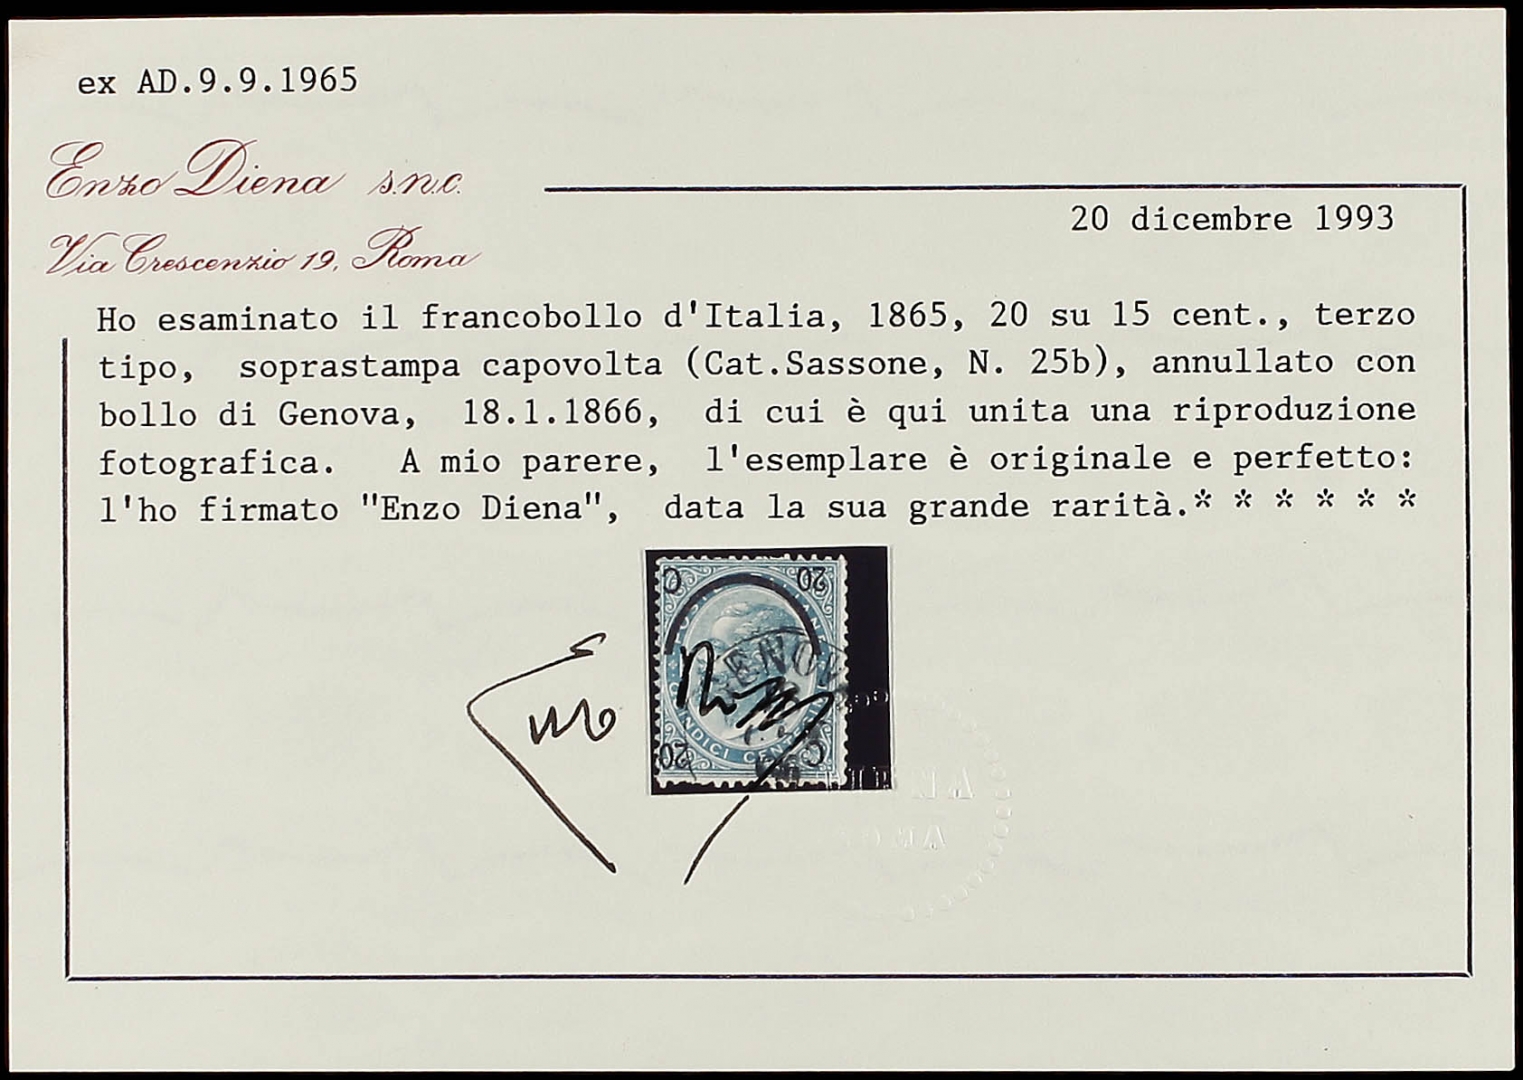 ex AD.9.9.1965
Enzo Diena s.n.c.
Via Crescenzio 19, Roma
20 dicembre 1993
Ho esaminato il francobollo d'Italia, 1865, 20 su 15 cent., terzo
tipo, soprastampa capovolta (Cat.Sassone, N. 25b), annullato con
bollo di Genova, 18.1.1866, di cui è qui unita una riproduzione
fotografica. A mio parere, l'esemplare è originale e perfetto:
l'ho firmato "Enzo Diena", data la sua grande rarità.* * * * * *
C 20
20 C